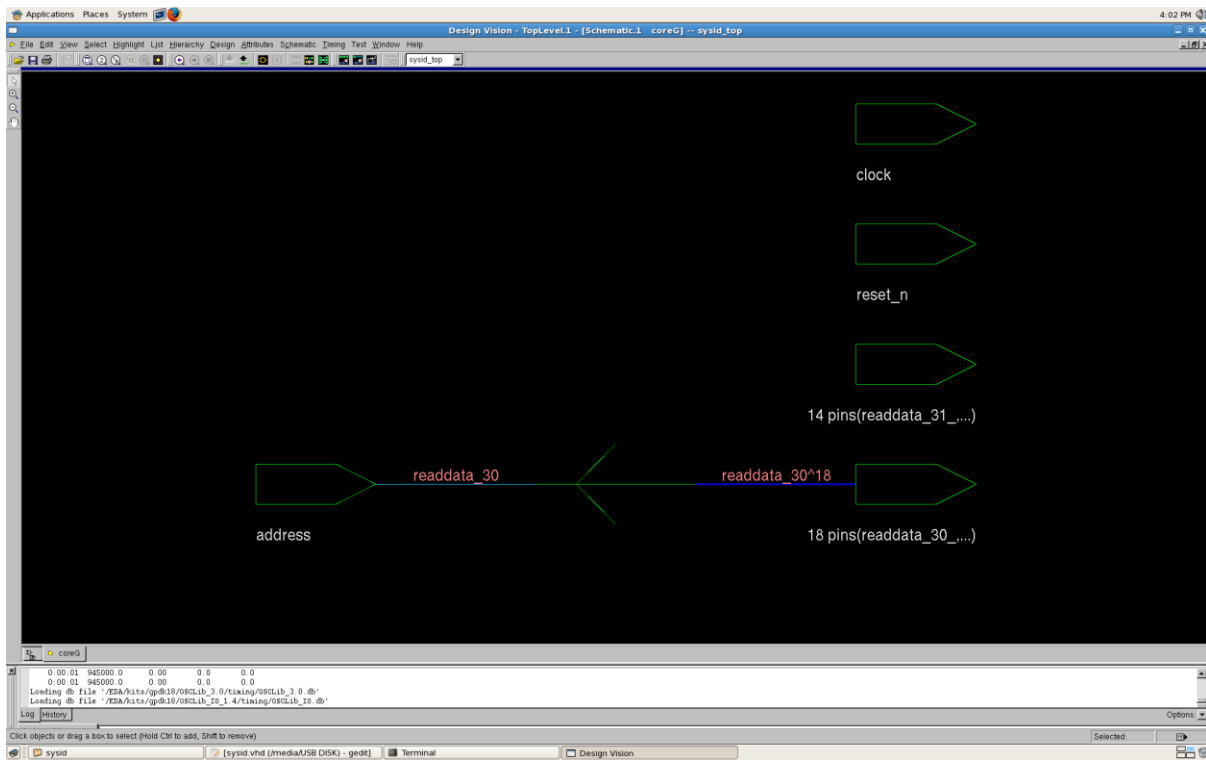 Applications Places System 4:02 PM
Design Vision - TopLevel.1 - [Schematic.1 coreG] -- sysid_top
File Edit View Select Highlight List Hierarchy Design Attributes Schematic Timing Test Window Help
sysid_top
clock
reset_n
14 pins(readdata_31_,...)
readdata_30 readdata_30^18
address 18 pins(readdata_30_,...)
coreG
0:00:01 945000.0 0.00 0.0 0.0
0:00:01 945000.0 0.00 0.0 0.0
Loading db file '/EDA/kits/gpdk18/GSCLib_3.0/timing/GSCLib_3.0.db'
Loading db file '/EDA/kits/gpdk18/GSCLib_IO_1.4/timing/GSCLib_IO.db'
Log History Options:
Click objects or drag a box to select (Hold Ctrl to add, Shift to remove) Selected:
sysid [sysid.vhd (/media/USB DISK) - gedit] Terminal Design Vision